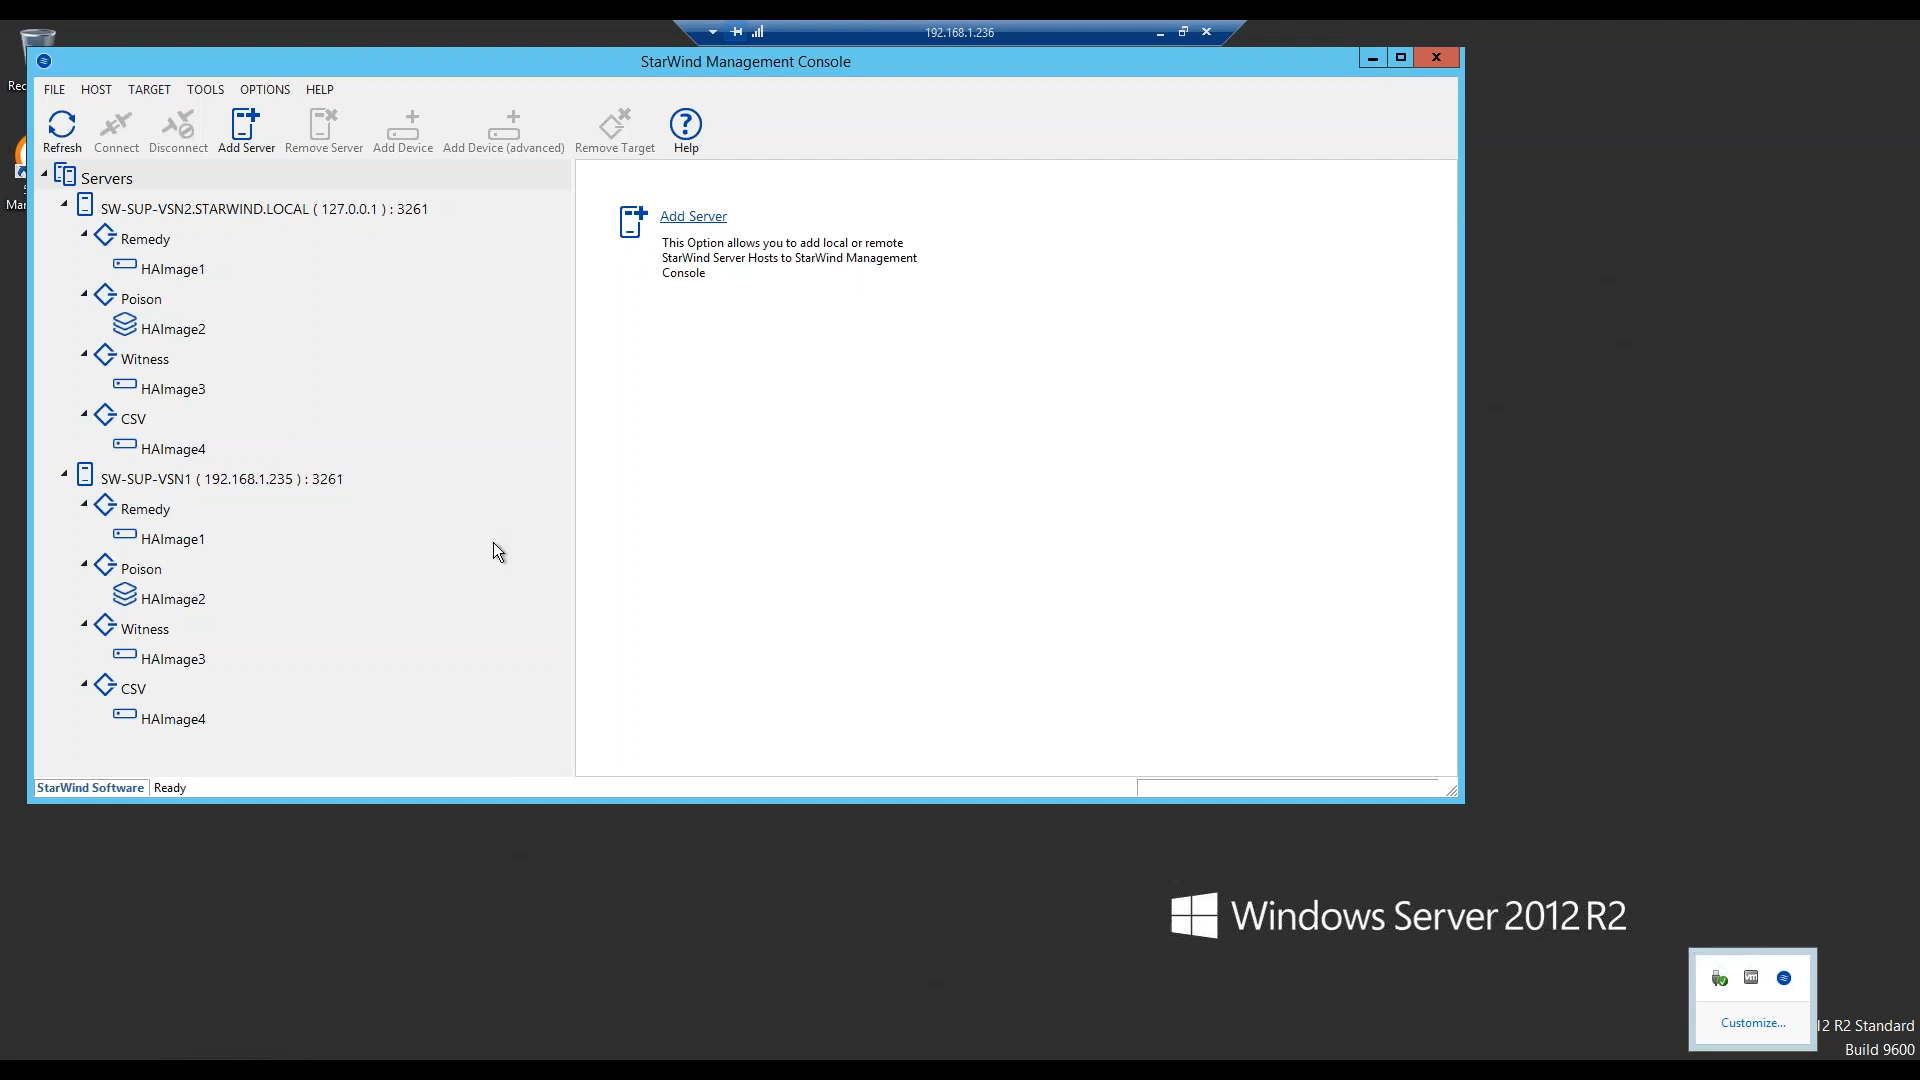 192.168.1.236
StarWind Management Console
FILE HOST TARGET TOOLS OPTIONS HELP
Refresh Connect Disconnect Add Server Remove Server Add Device Add Device (advanced) Remove Target Help
Servers
SW-SUP-VSN2.STARWIND.LOCAL ( 127.0.0.1 ) : 3261
Remedy
HAImage1
Poison
HAImage2
Witness
HAImage3
CSV
HAImage4
SW-SUP-VSN1 ( 192.168.1.235 ) : 3261
Remedy
HAImage1
Poison
HAImage2
Witness
HAImage3
CSV
HAImage4
Add Server
This Option allows you to add local or remote
StarWind Server Hosts to StarWind Management
Console
StarWind Software Ready
Rec
Mar
Windows Server 2012 R2
Customize...
12 R2 Standard
Build 9600